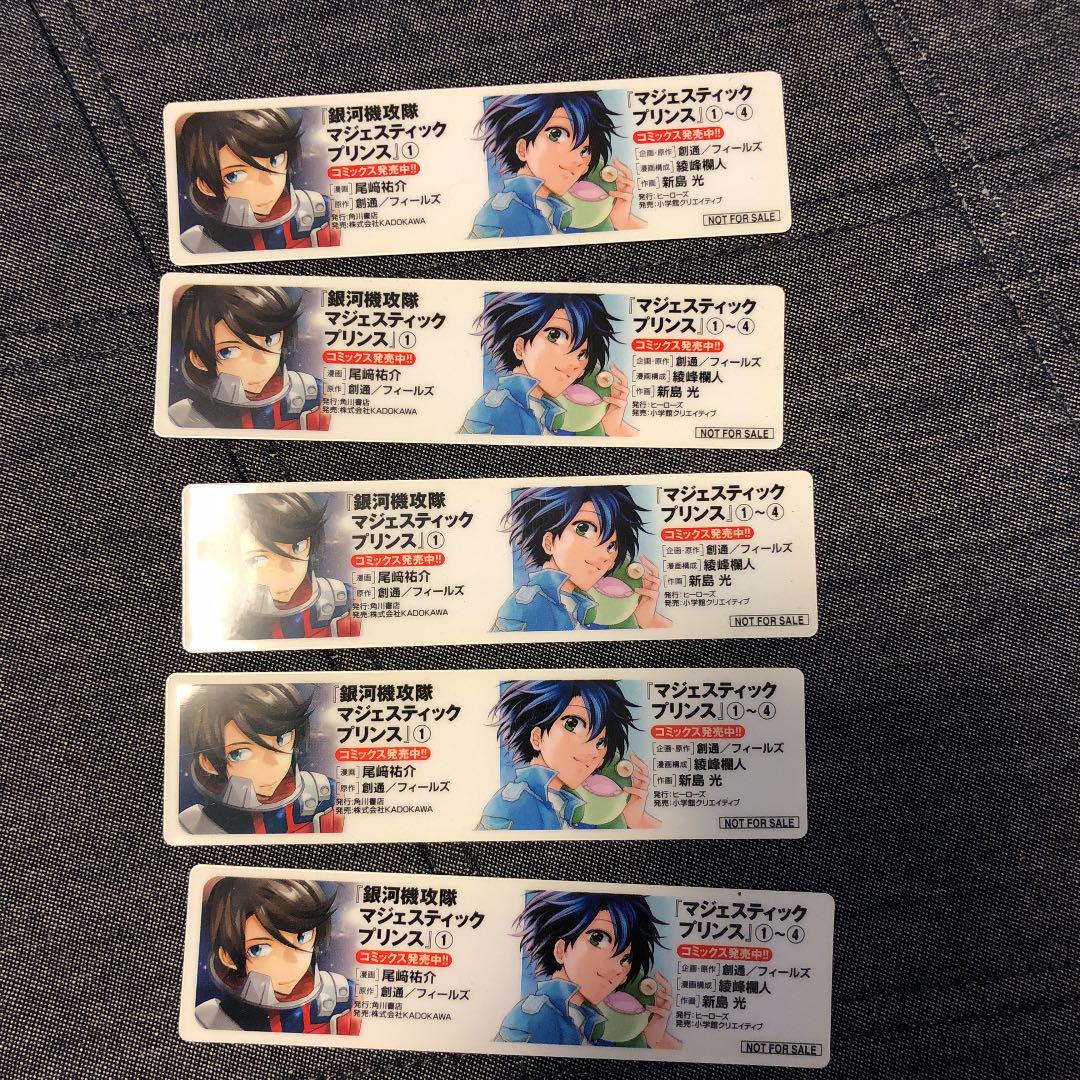 『銀河機攻隊
マジェスティック
プリンス』①
コミックス発売中!!
[漫画]尾﨑祐介
[原作]創通／フィールズ
発行:角川書店
発売:株式会社KADOKAWA
『マジェスティック
プリンス』①~④
コミックス発売中!!
[企画・原作]創通／フィールズ
[漫画構成]綾峰欄人
[作画]新島 光
発行:ヒーローズ
発売:小学館クリエイティブ
NOT FOR SALE
『銀河機攻隊
マジェスティック
プリンス』①
コミックス発売中!!
[漫画]尾﨑祐介
[原作]創通／フィールズ
発行:角川書店
発売:株式会社KADOKAWA
『マジェスティック
プリンス』①~④
コミックス発売中!!
[企画・原作]創通／フィールズ
[漫画構成]綾峰欄人
[作画]新島 光
発行:ヒーローズ
発売:小学館クリエイティブ
NOT FOR SALE
『銀河機攻隊
マジェスティック
プリンス』①
コミックス発売中!!
[漫画]尾﨑祐介
[原作]創通／フィールズ
発行:角川書店
発売:株式会社KADOKAWA
『マジェスティック
プリンス』①~④
コミックス発売中!!
[企画・原作]創通／フィールズ
[漫画構成]綾峰欄人
[作画]新島 光
発行:ヒーローズ
発売:小学館クリエイティブ
NOT FOR SALE
『銀河機攻隊
マジェスティック
プリンス』①
コミックス発売中!!
[漫画]尾﨑祐介
[原作]創通／フィールズ
発行:角川書店
発売:株式会社KADOKAWA
『マジェスティック
プリンス』①~④
コミックス発売中!!
[企画・原作]創通／フィールズ
[漫画構成]綾峰欄人
[作画]新島 光
発行:ヒーローズ
発売:小学館クリエイティブ
NOT FOR SALE
『銀河機攻隊
マジェスティック
プリンス』①
コミックス発売中!!
[漫画]尾﨑祐介
[原作]創通／フィールズ
発行:角川書店
発売:株式会社KADOKAWA
『マジェスティック
プリンス』①~④
コミックス発売中!!
[企画・原作]創通／フィールズ
[漫画構成]綾峰欄人
[作画]新島 光
発行:ヒーローズ
発売:小学館クリエイティブ
NOT FOR SALE